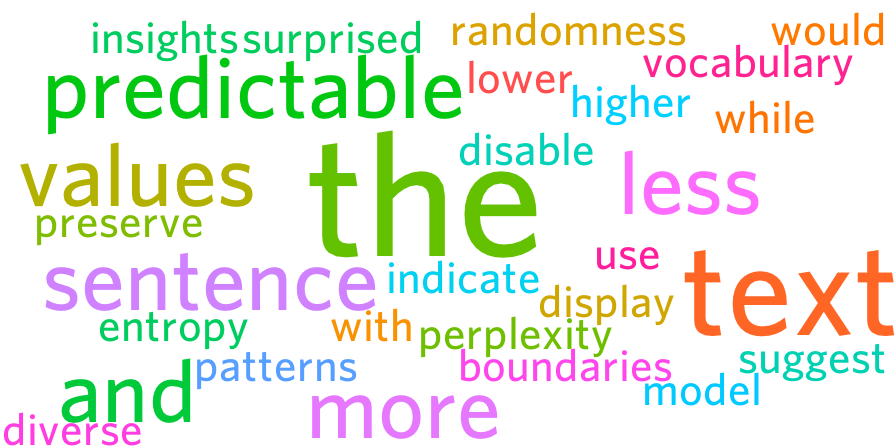 insights surprised randomness would
predictable lower vocabulary
higher while
values the disable less
preserve
sentence indicate use text
display
entropy with perplexity
and patterns boundaries suggest
more model
diverse